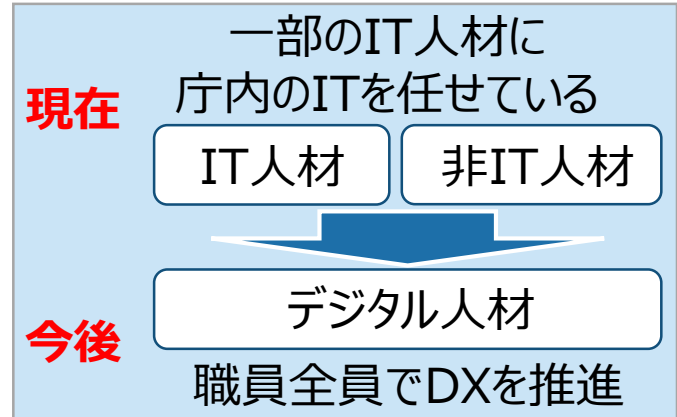 一部のIT人材に
庁内のITを任せている
現在
IT人材
非IT人材
デジタル人材
今後
職員全員でDXを推進